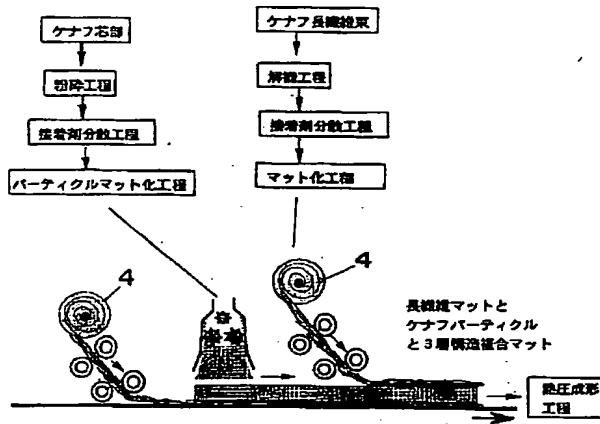 ケナフ芯部
粉砕工程
接着剤分散工程
パーティクルマット化工程
ケナフ長繊維束
解繊工程
接着剤分散工程
マット化工程
4
4
長繊維マットと
ケナフパーティクル
と3層構造複合マット
熱圧成形
工程